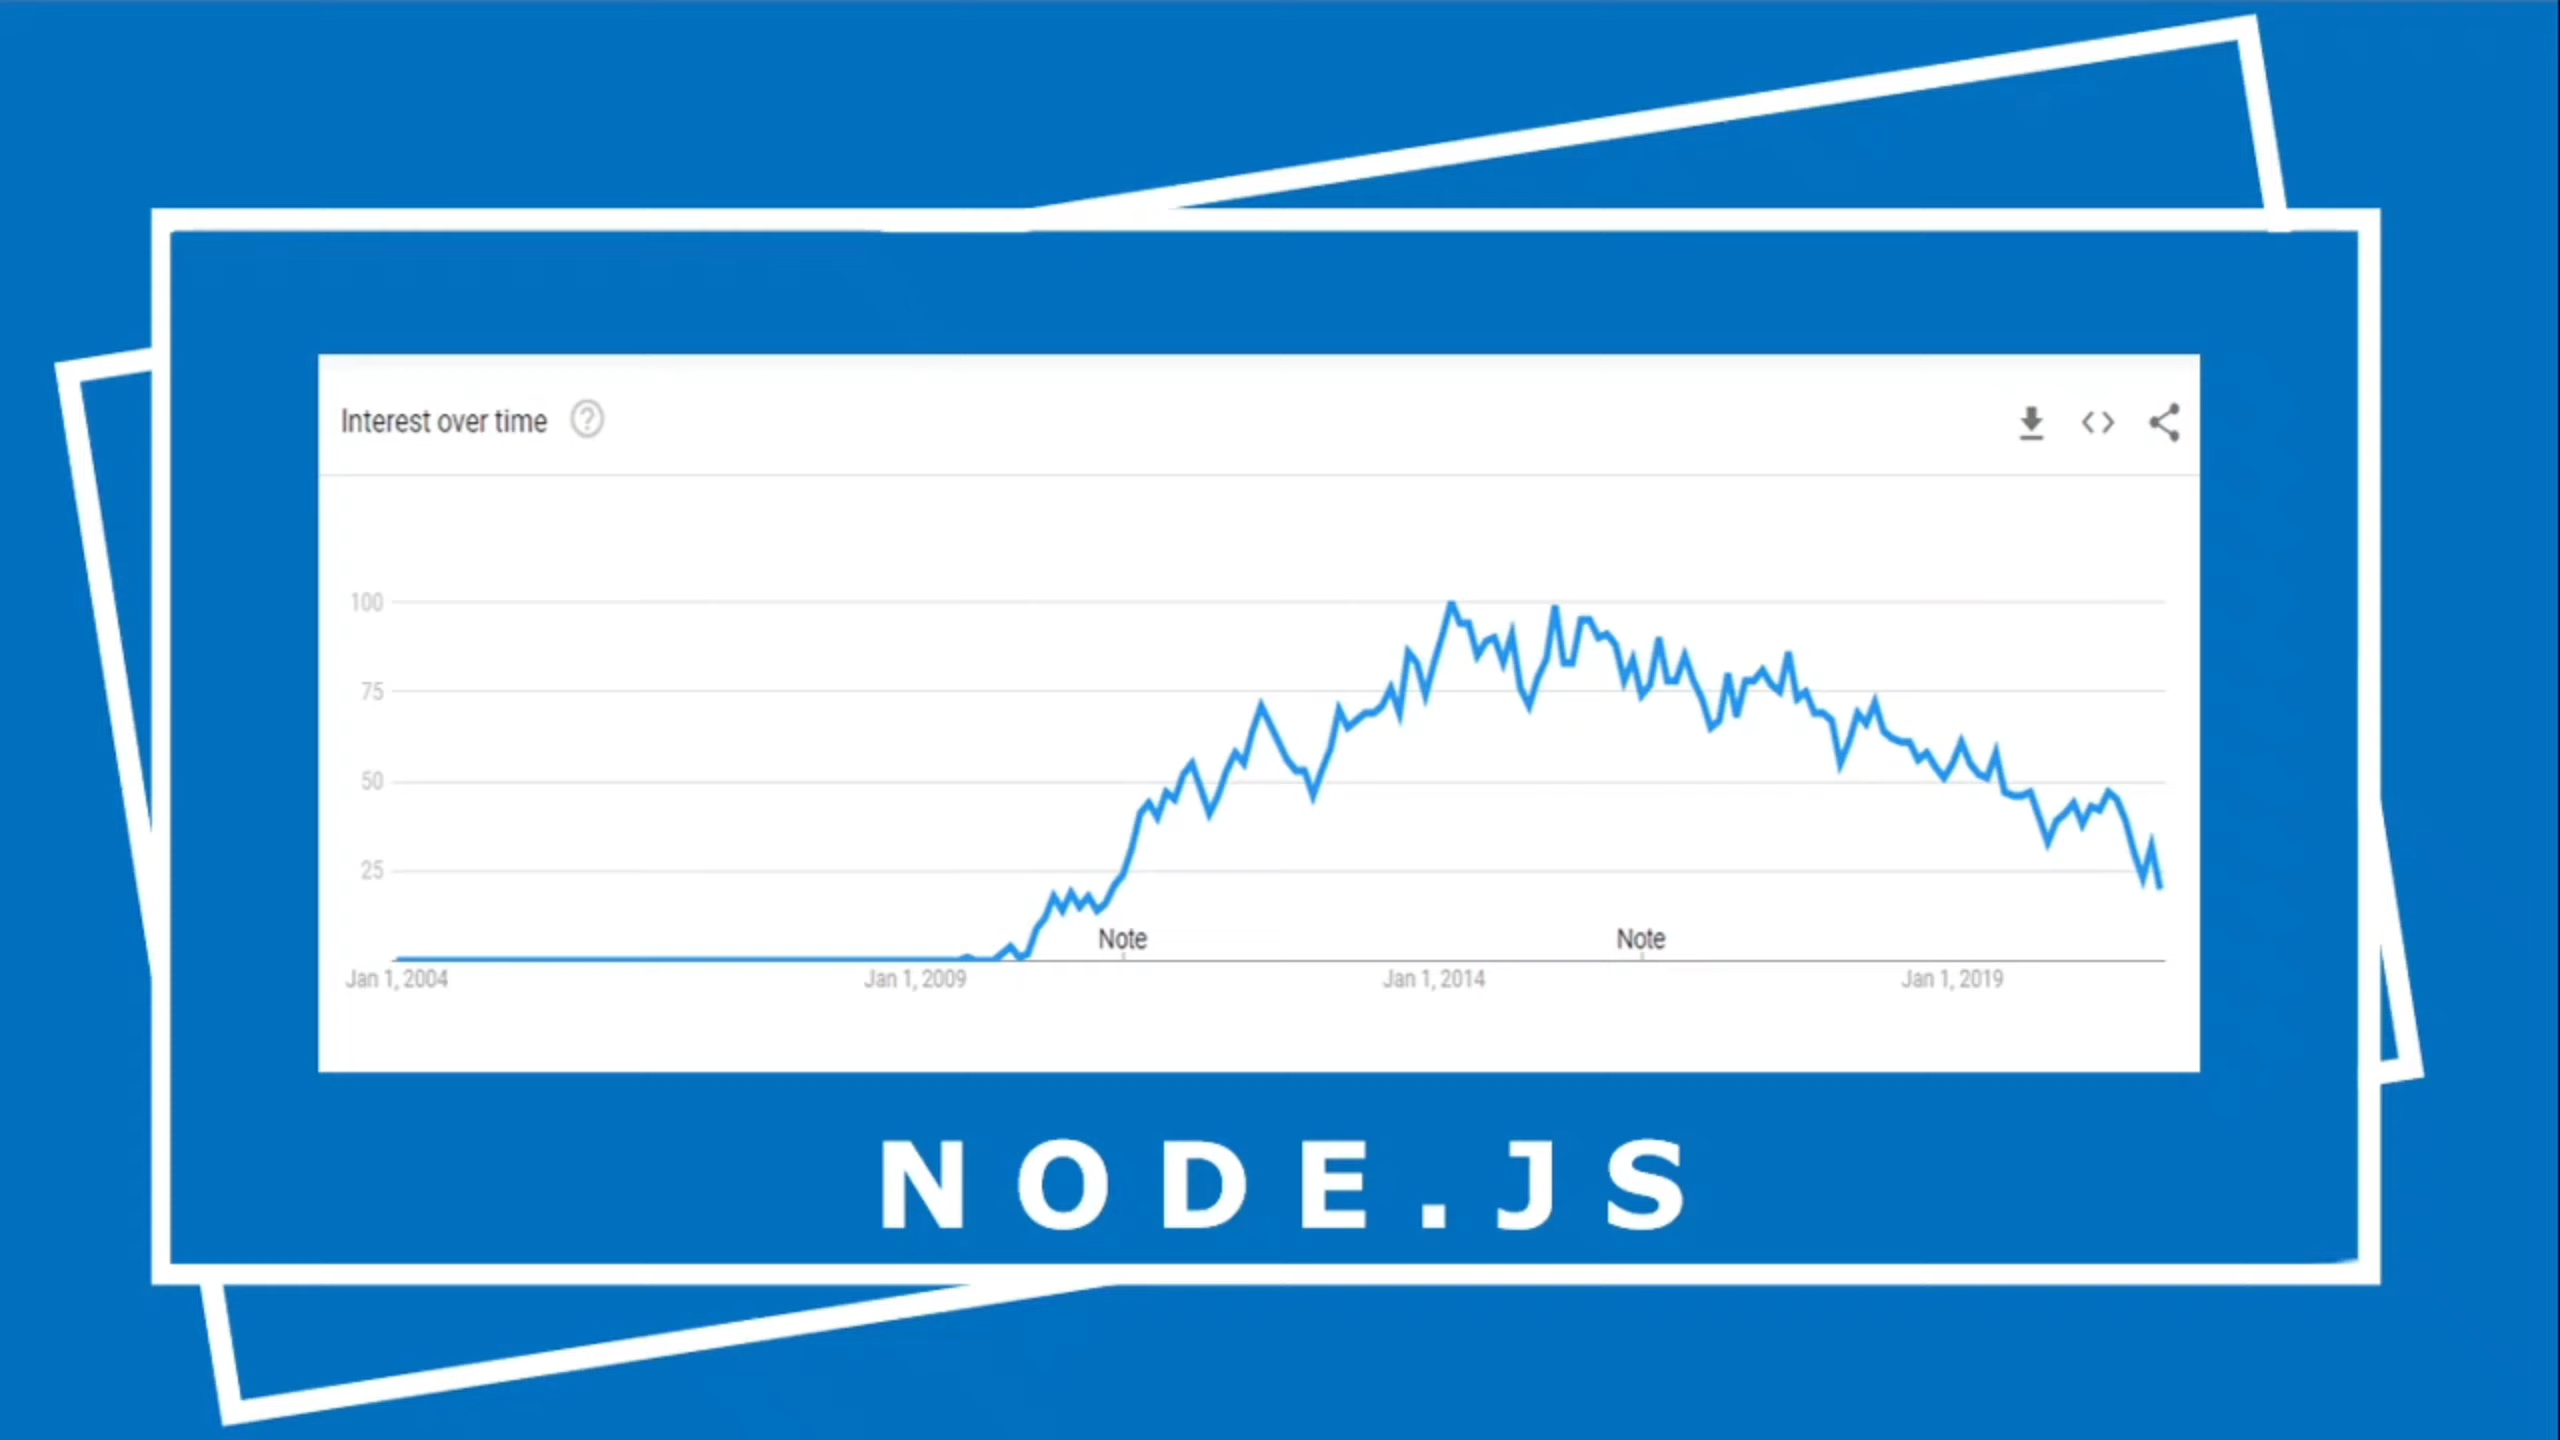 Interest over time
100
75
50
25
Note Note
Jan 1, 2004 Jan 1, 2009 Jan 1, 2014 Jan 1, 2019
NODE.JS